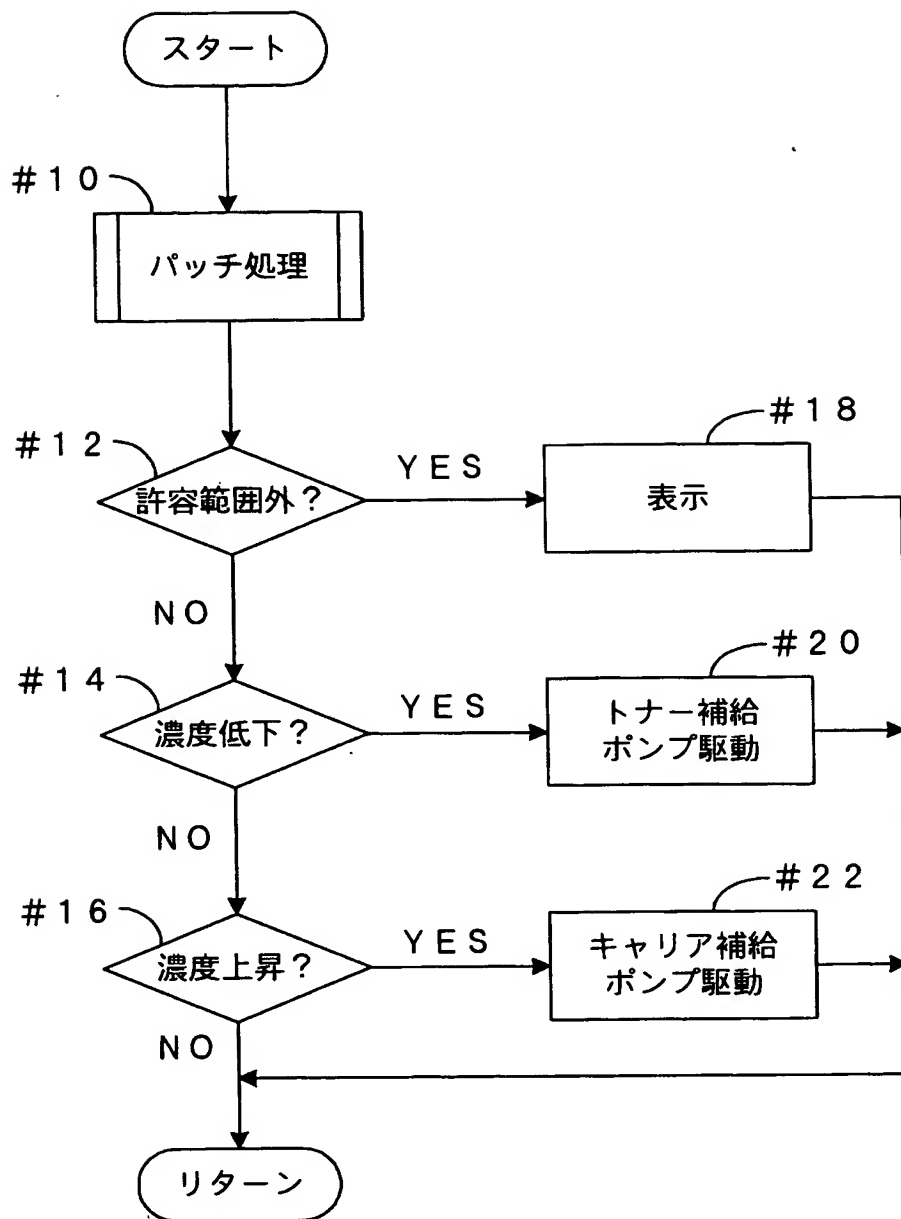 スタート
#10
パッチ処理
#12
許容範囲外?
YES
#18
表示
NO
#14
濃度低下?
YES
#20
トナー補給
ポンプ駆動
NO
#16
濃度上昇?
YES
#22
キャリア補給
ポンプ駆動
NO
リターン